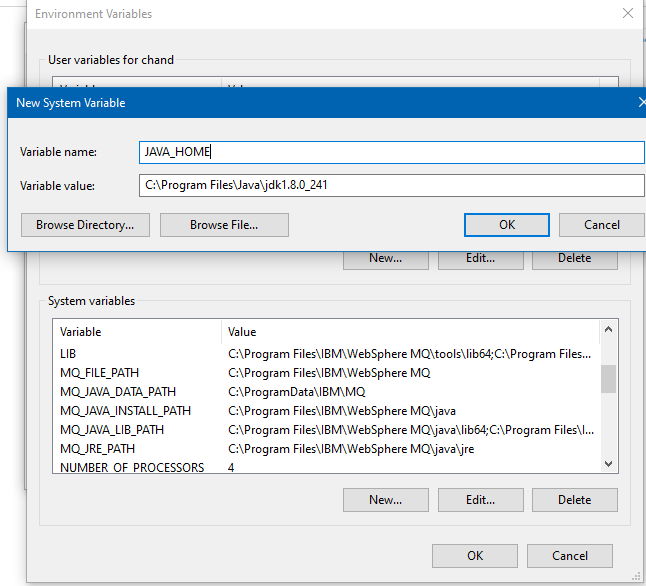 Environment Variables
User variables for chand
New System Variable
Variable name: JAVA_HOME
Variable value: C:\Program Files\Java\jdk1.8.0_241
Browse Directory... Browse File... OK Cancel
New... Edit... Delete
System variables
Variable Value
LIB C:\Program Files\IBM\WebSphere MQ\tools\lib64;C:\Program Files...
MQ_FILE_PATH C:\Program Files\IBM\WebSphere MQ
MQ_JAVA_DATA_PATH C:\ProgramData\IBM\MQ
MQ_JAVA_INSTALL_PATH C:\Program Files\IBM\WebSphere MQ\java
MQ_JAVA_LIB_PATH C:\Program Files\IBM\WebSphere MQ\java\lib64;C:\Program Files\I...
MQ_JRE_PATH C:\Program Files\IBM\WebSphere MQ\java\jre
NUMBER_OF_PROCESSORS 4
New... Edit... Delete
OK Cancel